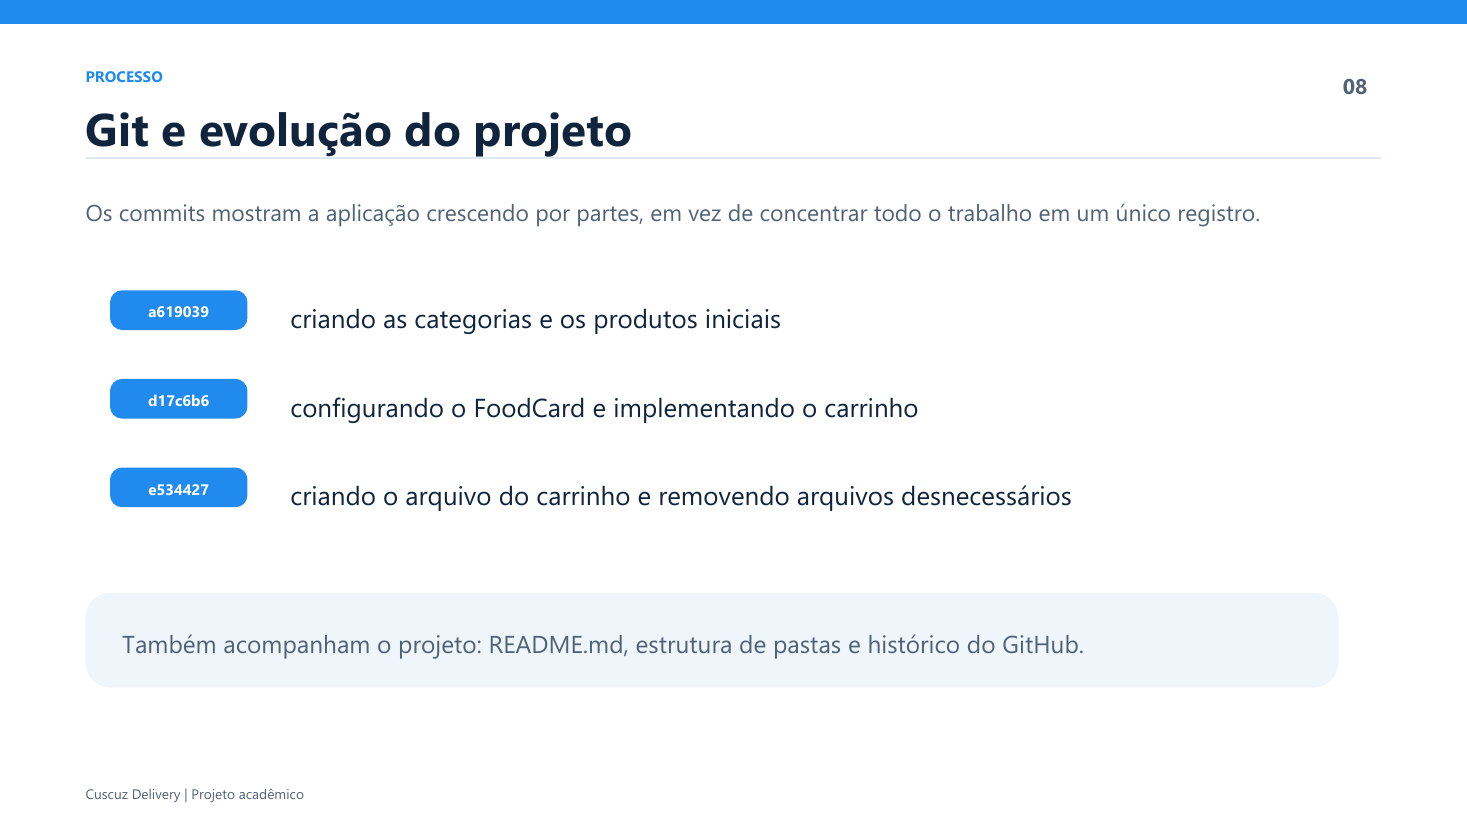 PROCESSO
08
Git e evolução do projeto
Os commits mostram a aplicação crescendo por partes, em vez de concentrar todo o trabalho em um único registro.
a619039
criando as categorias e os produtos iniciais
d17c6b6
configurando o FoodCard e implementando o carrinho
e534427
criando o arquivo do carrinho e removendo arquivos desnecessários
Também acompanham o projeto: README.md, estrutura de pastas e histórico do GitHub.
Cuscuz Delivery | Projeto acadêmico